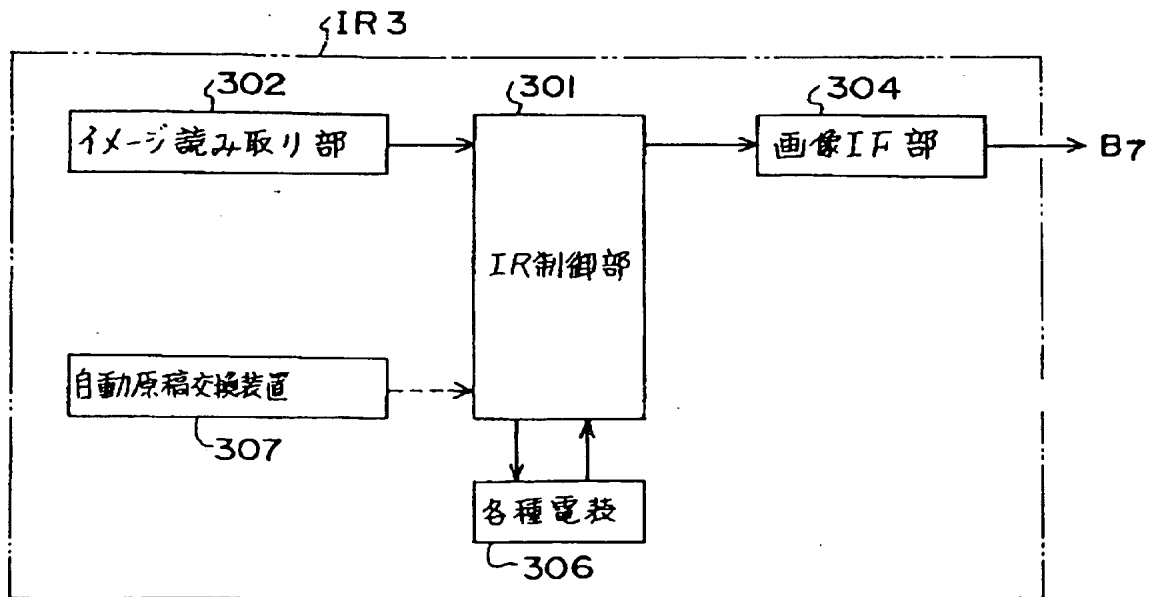 IR3
302
イメージ読み取り部
301
IR制御部
304
画像IF部
B7
自動原稿交換装置
307
各種電装
306